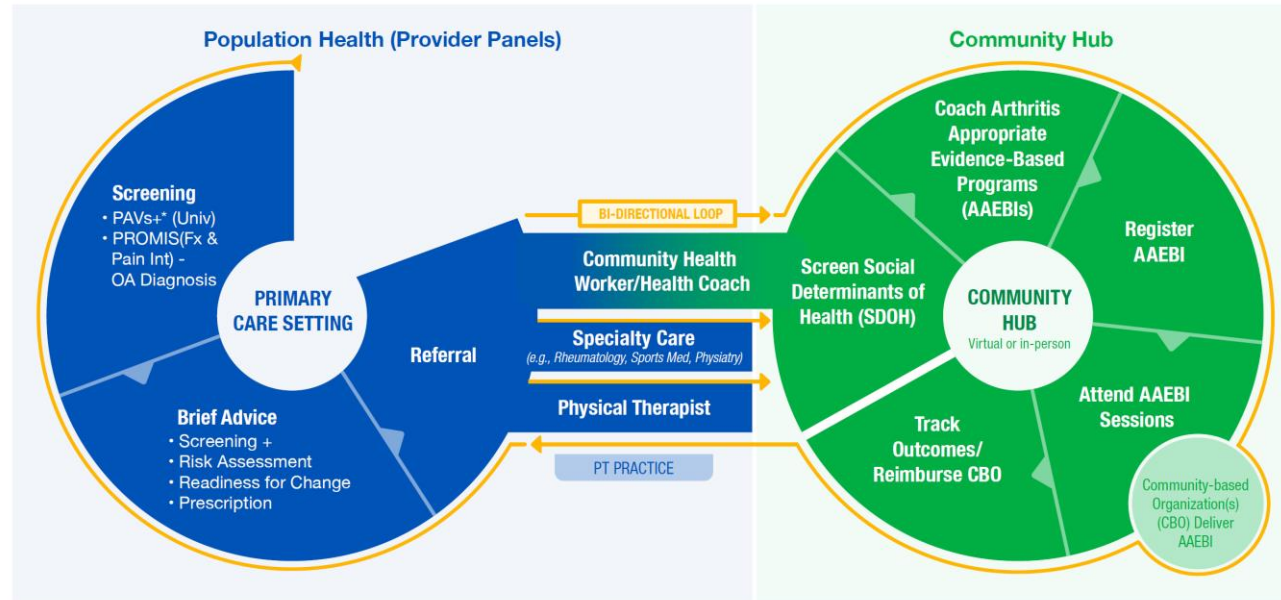 Population Health (Provider Panels)
Community Hub
Screening
• PAVs+* (Univ)
• PROMIS(Fx &
Pain Int) -
OA Diagnosis
PRIMARY
CARE SETTING
Brief Advice
• Screening +
• Risk Assessment
• Readiness for Change
• Prescription
Referral
BI-DIRECTIONAL LOOP
Community Health
Worker/Health Coach
Specialty Care
(e.g., Rheumatology, Sports Med, Physiatry)
Physical Therapist
PT PRACTICE
Screen Social
Determinants of
Health (SDOH)
Coach Arthritis
Appropriate
Evidence-Based
Programs
(AAEBIs)
Register
AAEBI
COMMUNITY
HUB
Virtual or in-person
Attend AAEBI
Sessions
Track
Outcomes/
Reimburse CBO
Community-based
Organization(s)
(CBO) Deliver
AAEBI